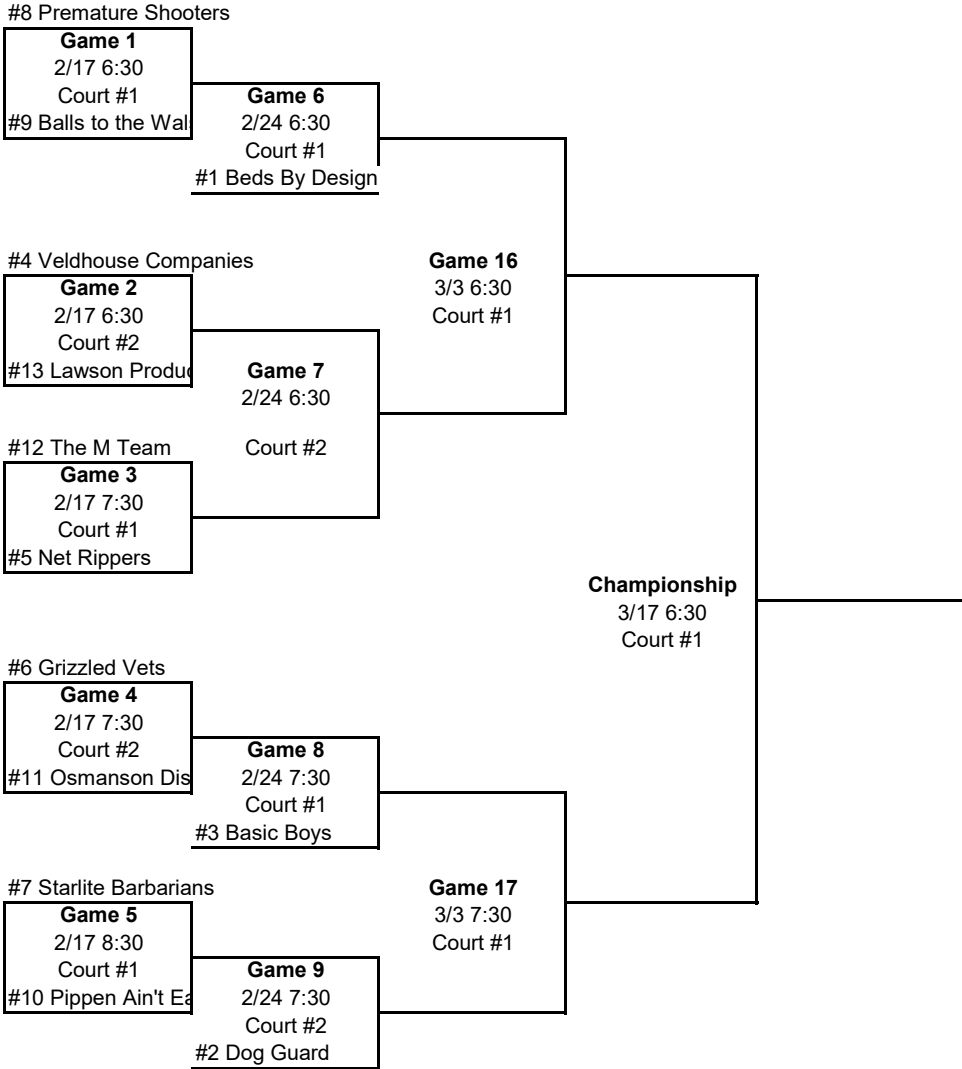 #8 Premature Shooters
Game 1
2/17 6:30
Court #1
#9 Balls to the Wal
Game 6
2/24 6:30
Court #1
#1 Beds By Design
#4 Veldhouse Companies
Game 2
2/17 6:30
Court #2
#13 Lawson Produc
Game 16
3/3 6:30
Court #1
Game 7
2/24 6:30
Court #2
#12 The M Team
Game 3
2/17 7:30
Court #1
#5 Net Rippers
Championship
3/17 6:30
Court #1
#6 Grizzled Vets
Game 4
2/17 7:30
Court #2
#11 Osmanson Dis
Game 8
2/24 7:30
Court #1
#3 Basic Boys
#7 Starlite Barbarians
Game 5
2/17 8:30
Court #1
#10 Pippen Ain't Ea
Game 17
3/3 7:30
Court #1
Game 9
2/24 7:30
Court #2
#2 Dog Guard